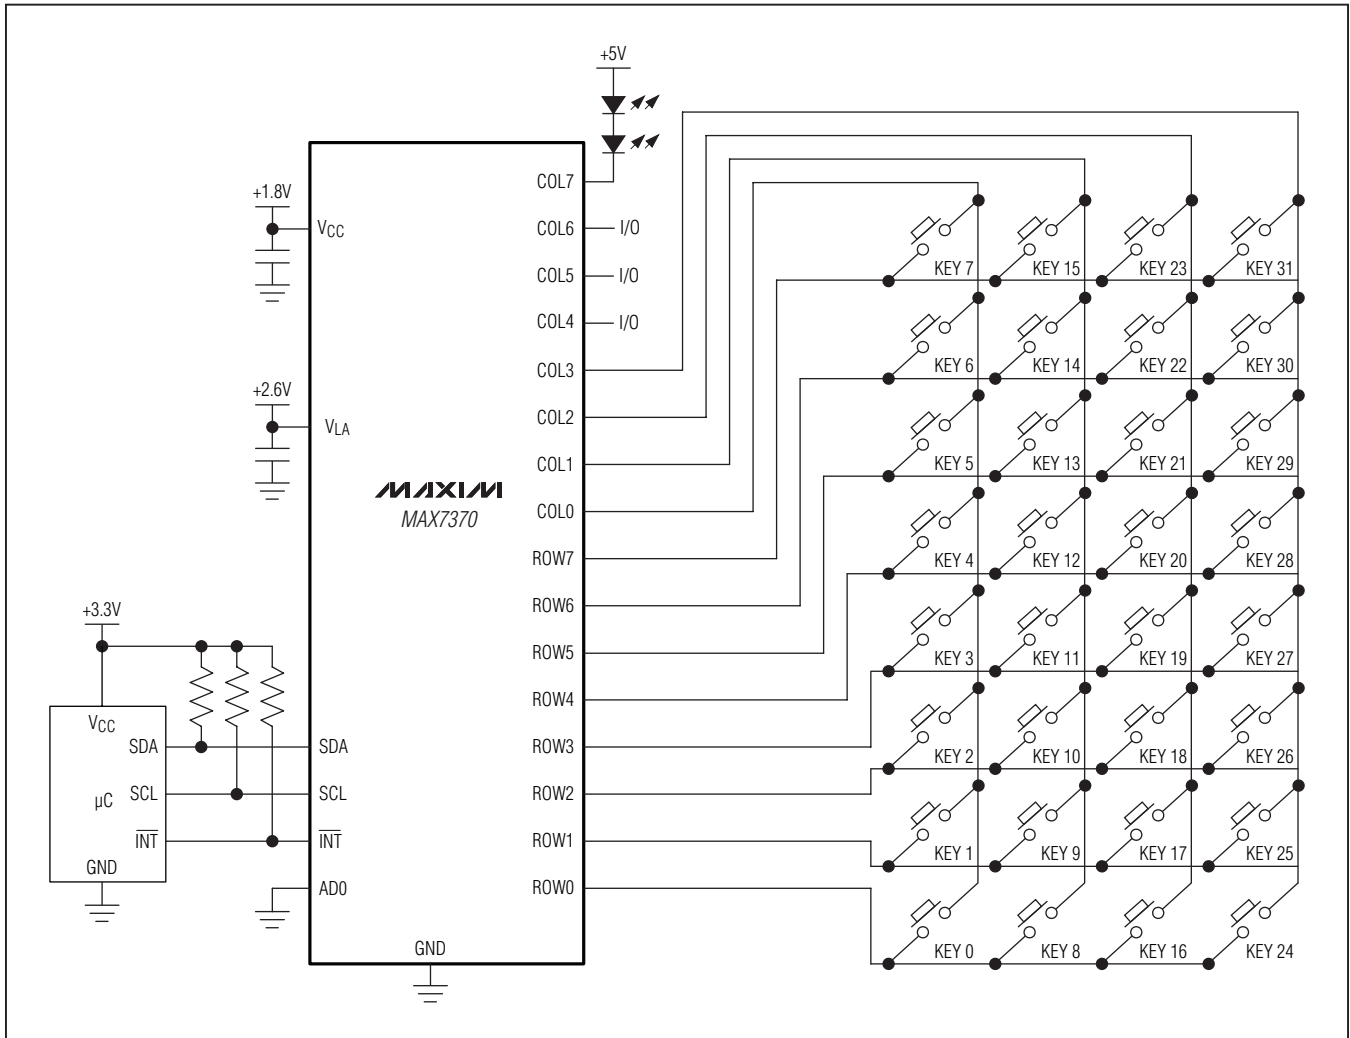 +5V
COL7
+1.8V
VCC
COL6
I/O
COL5
I/O
COL4
I/O
COL3
+2.6V
VLA
COL2
COL1
COL0
MAXIM
MAX7370
ROW7
ROW6
ROW5
ROW4
ROW3
ROW2
ROW1
ROW0
+3.3V
VCC
SDA
SCL
µC
INT
GND
SDA
SCL
INT
AD0
GND
KEY 7
KEY 15
KEY 23
KEY 31
KEY 6
KEY 14
KEY 22
KEY 30
KEY 5
KEY 13
KEY 21
KEY 29
KEY 4
KEY 12
KEY 20
KEY 28
KEY 3
KEY 11
KEY 19
KEY 27
KEY 2
KEY 10
KEY 18
KEY 26
KEY 1
KEY 9
KEY 17
KEY 25
KEY 0
KEY 8
KEY 16
KEY 24